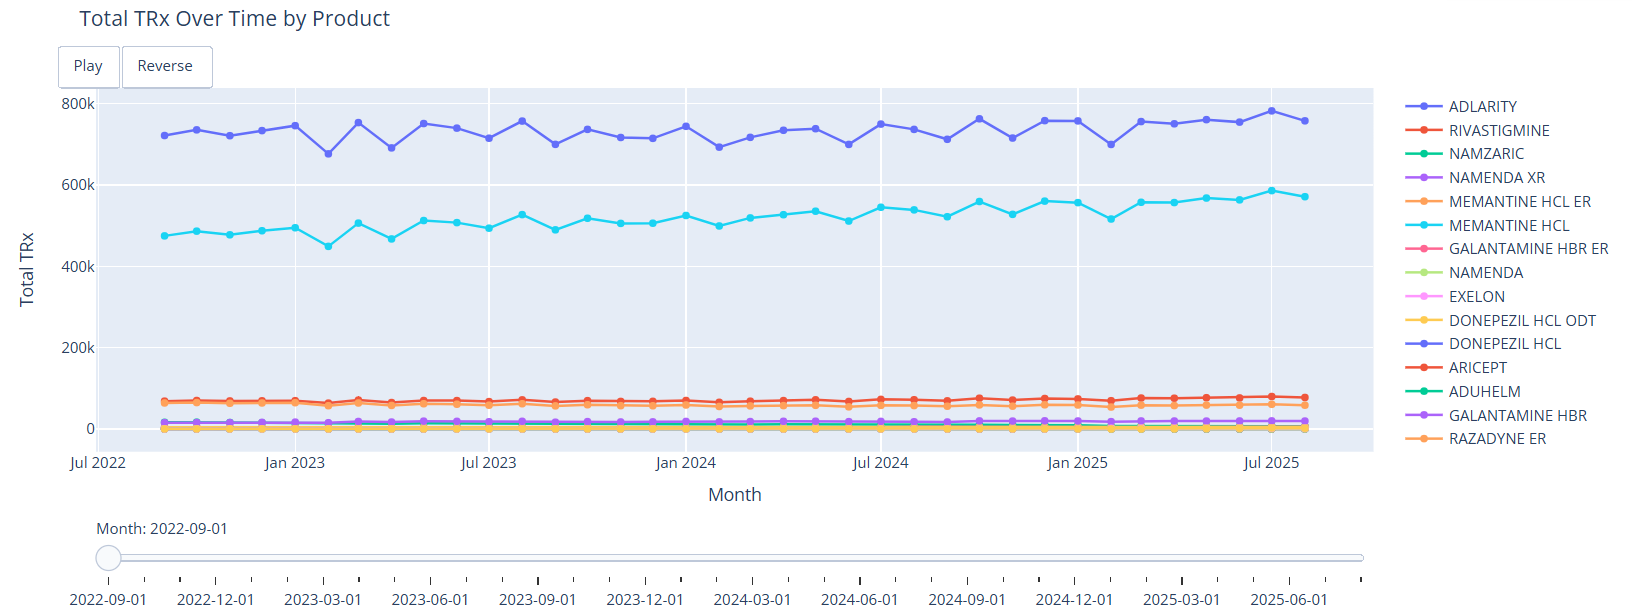 Total TRx Over Time by Product
Play
Reverse
800k
600k
400k
200k
0
Total TRx
Jul 2022
Jan 2023
Jul 2023
Jan 2024
Jul 2024
Jan 2025
Jul 2025
Month
ADLARITY
RIVASTIGMINE
NAMZARIC
NAMENDA XR
MEMANTINE HCL ER
MEMANTINE HCL
GALANTAMINE HBR ER
NAMENDA
EXELON
DONEPEZIL HCL ODT
DONEPEZIL HCL
ARICEPT
ADUHELM
GALANTAMINE HBR
RAZADYNE ER
Month: 2022-09-01
2022-09-01
2022-12-01
2023-03-01
2023-06-01
2023-09-01
2023-12-01
2024-03-01
2024-06-01
2024-09-01
2024-12-01
2025-03-01
2025-06-01